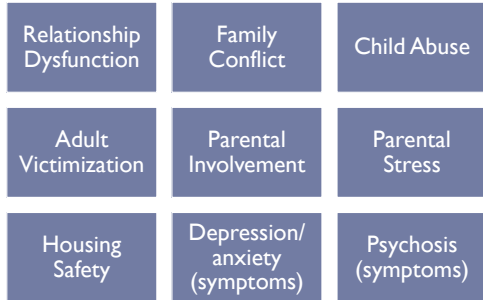 Relationship
Dysfunction
Family
Conflict
Child Abuse
Adult
Victimization
Parental
Involvement
Parental
Stress
Housing
Safety
Depression/
anxiety
(symptoms)
Psychosis
(symptoms)